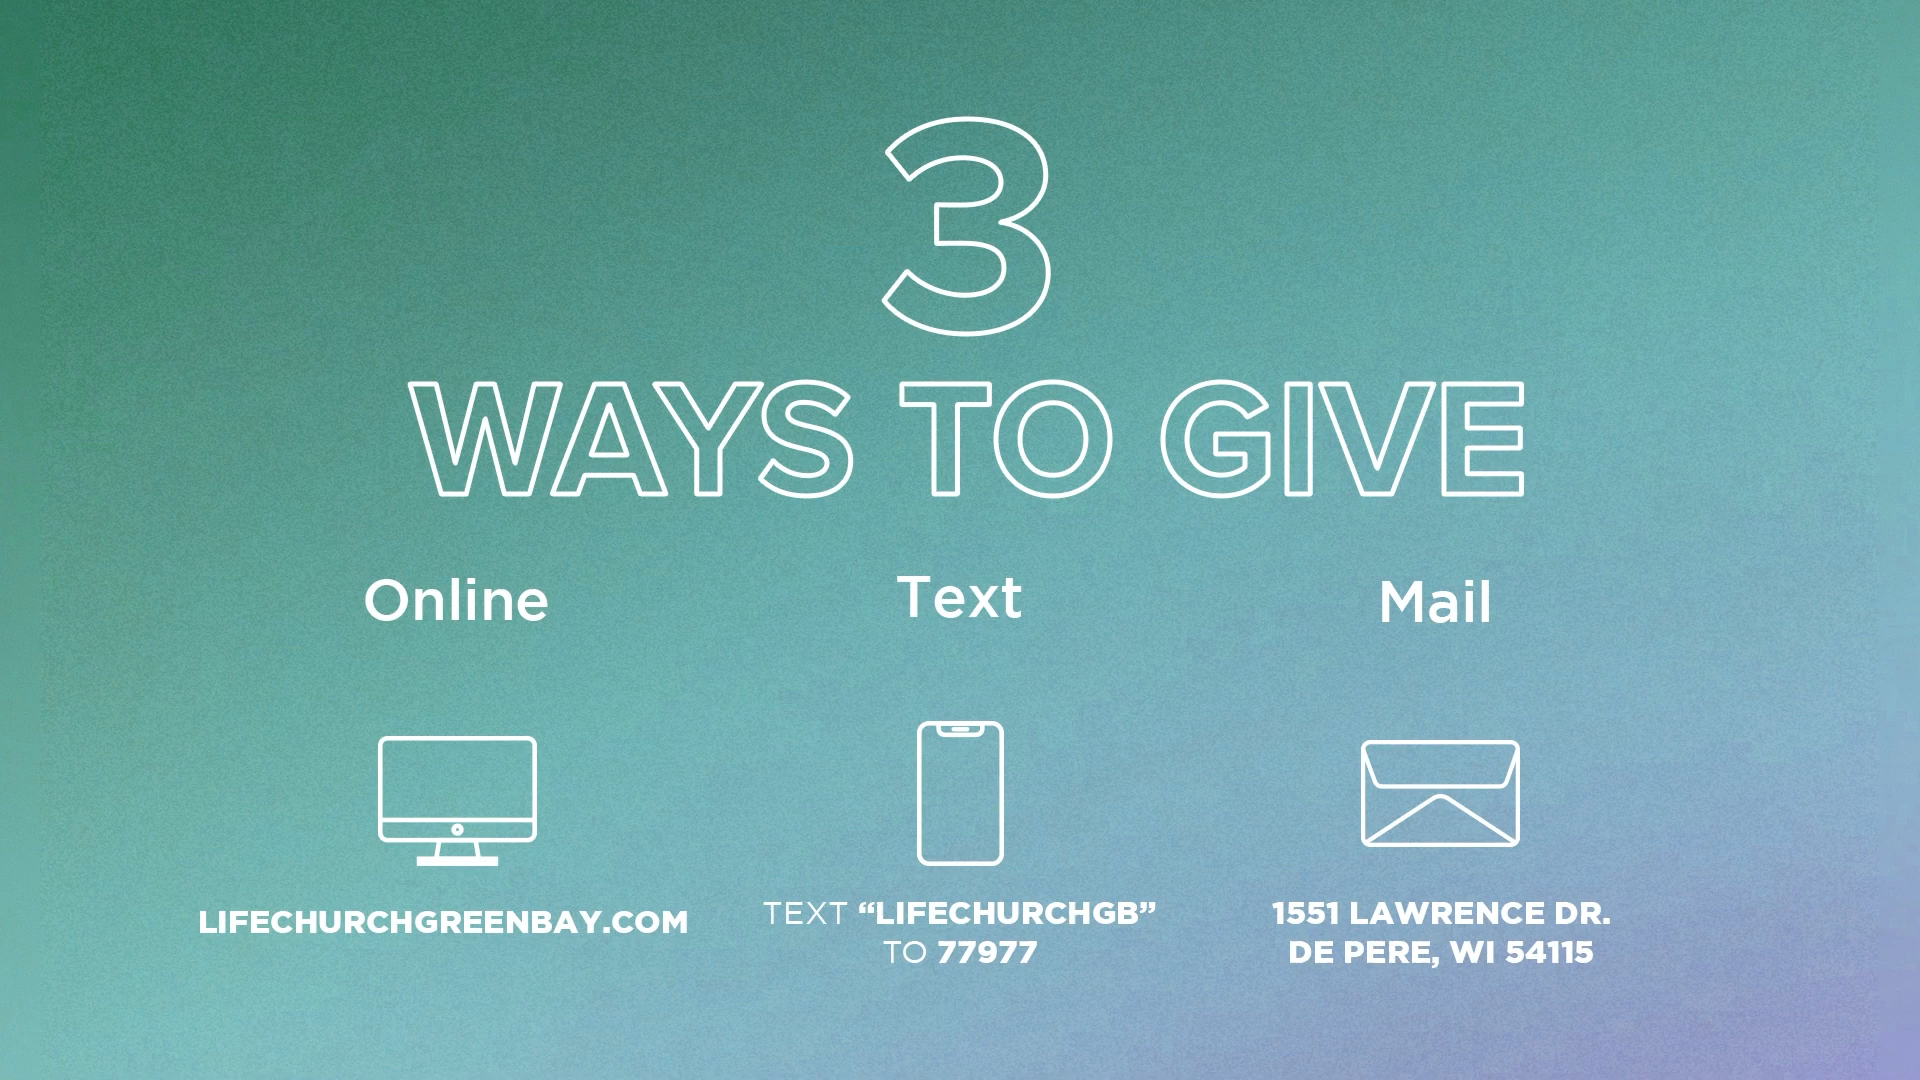 3
WAYS TO GIVE
Online
Text
Mail
LIFECHURCHGREENBAY.COM
TEXT “LIFECHURCHGB”
TO 77977
1551 LAWRENCE DR.
DE PERE, WI 54115